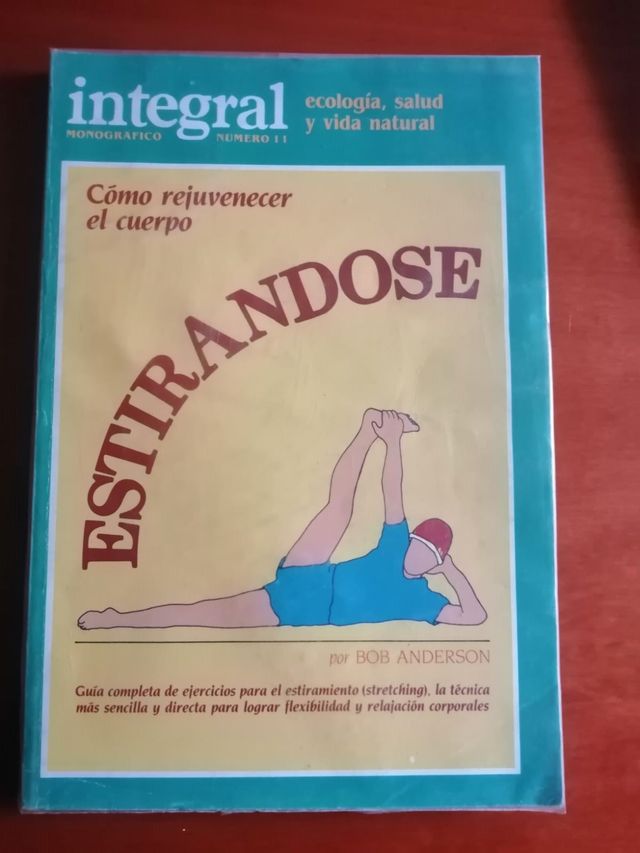 integral
MONOGRAFICO NUMERO 11
ecología, salud
y vida natural
Cómo rejuvenecer
el cuerpo
ESTIRANDOSE
por BOB ANDERSON
Guía completa de ejercicios para el estiramiento (stretching), la técnica
más sencilla y directa para lograr flexibilidad y relajación corporales